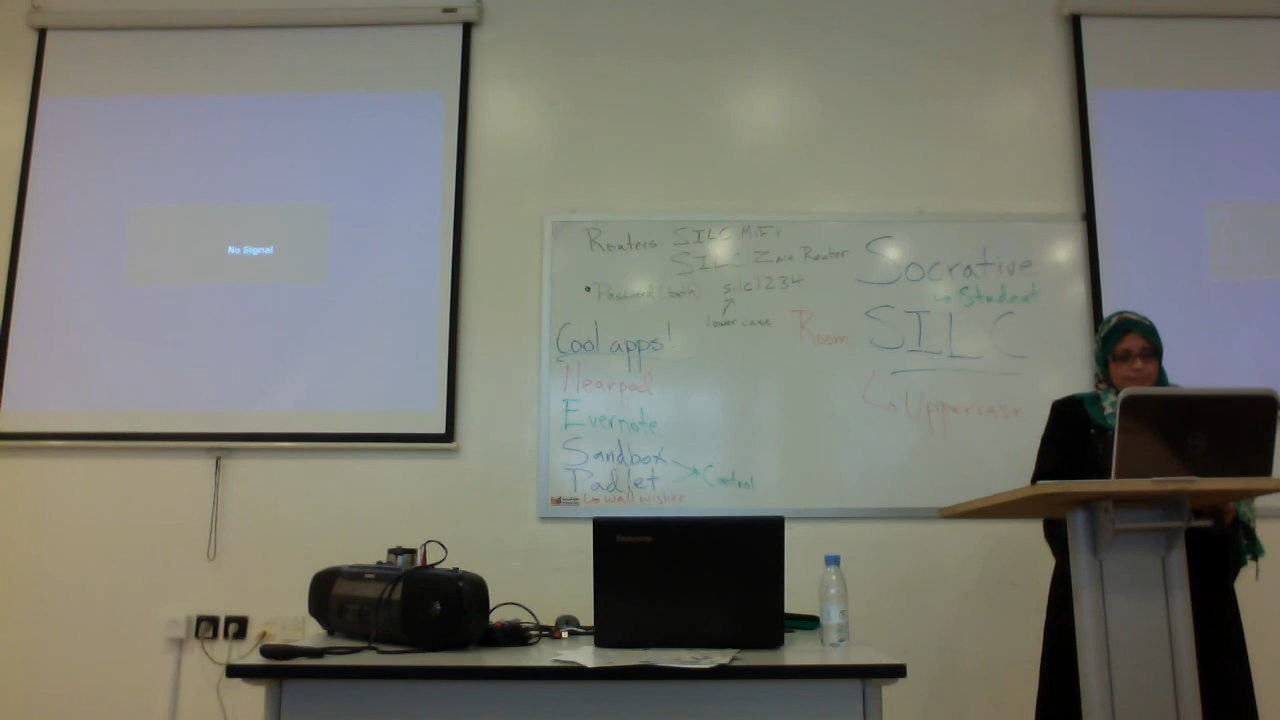 No Signal
Routers SILC MiFi
SILC Zain Router
• Password both: silc1234
lower case
Cool apps!
Nearpad
Evernote
Sandbox
Padlet
Control
wall wisher
Socrative
Student
Room SILC
Uppercase